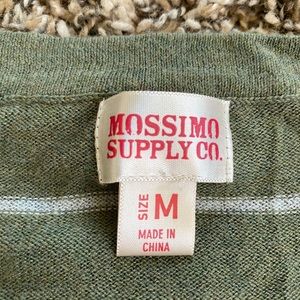 MOSSIMO
SUPPLY CO.
SIZE M
MADE IN
CHINA